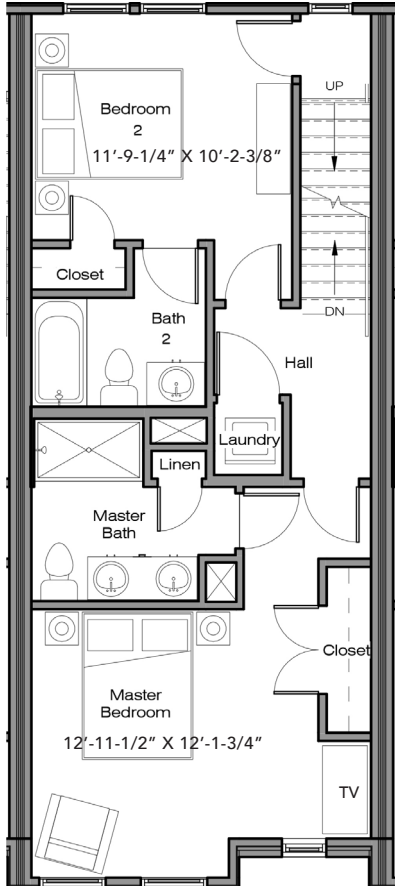 UP
Bedroom
2
11'-9-1/4" X 10'-2-3/8"
Closet
DN
Bath
2
Hall
Laundry
Linen
Master
Bath
Closet
Master
Bedroom
12'-11-1/2" X 12'-1-3/4"
TV